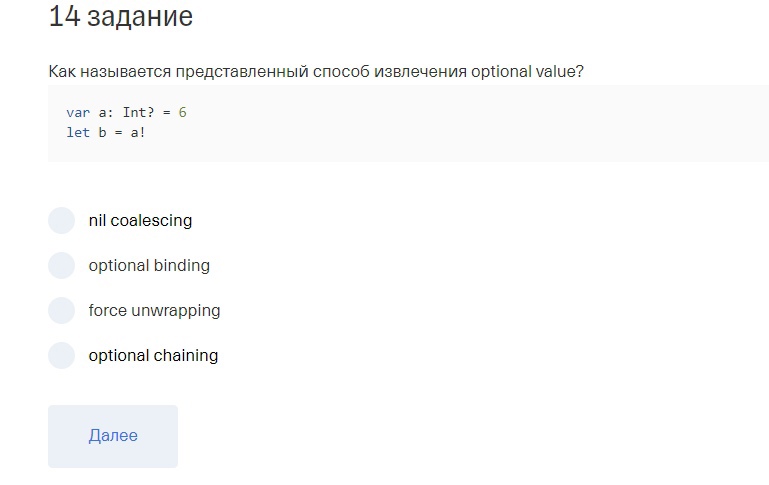 14 задание
Как называется представленный способ извлечения optional value?
var a: Int? = 6
let b = a!
nil coalescing
optional binding
force unwrapping
optional chaining
Далее